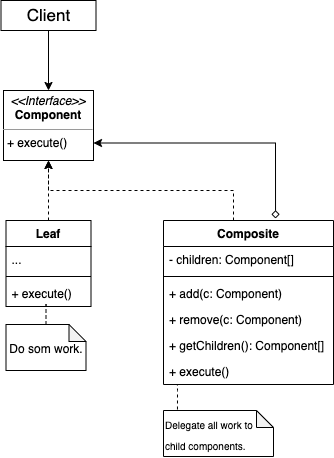 Client
<<Interface>>
Component
+ execute()
Leaf
...
+ execute()
Do som work.
Composite
- children: Component[]
+ add(c: Component)
+ remove(c: Component)
+ getChildren(): Component[]
+ execute()
Delegate all work to
child components.